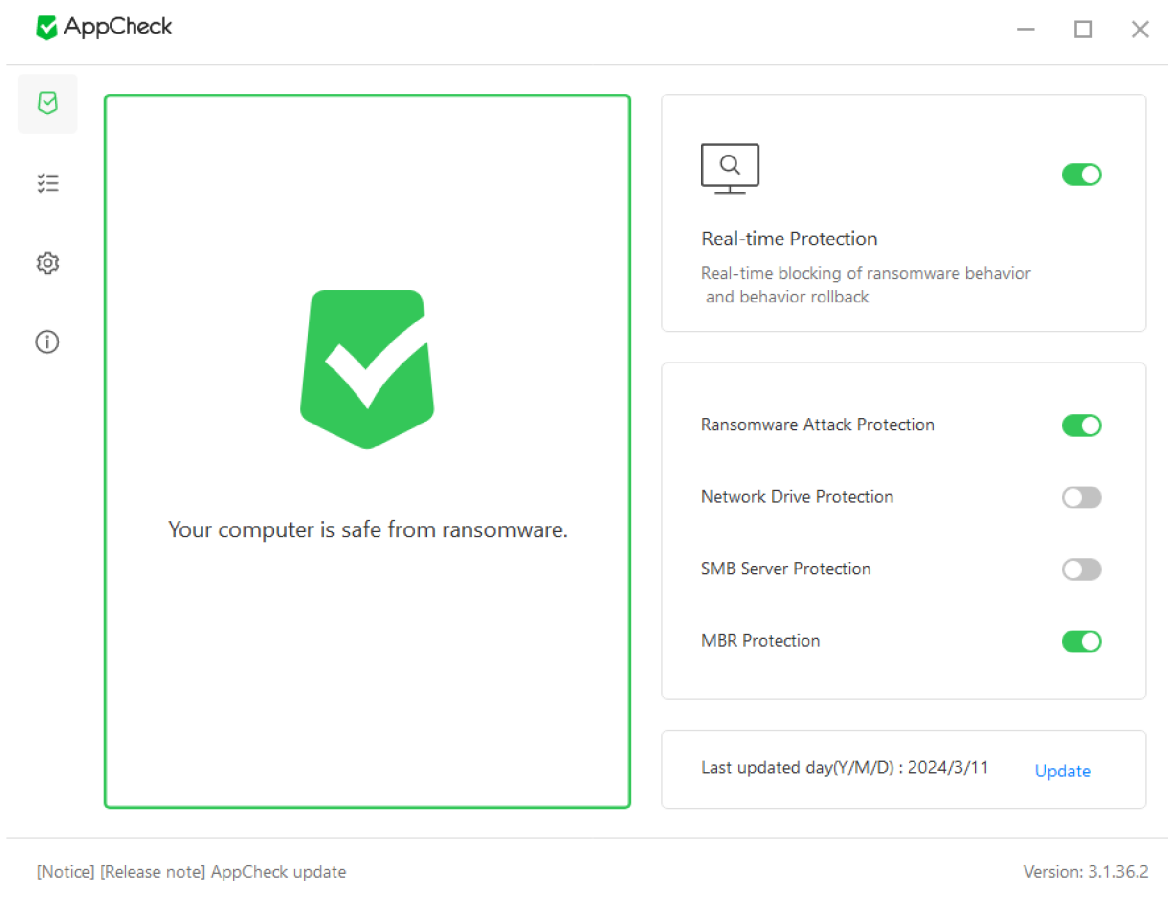 AppCheck
Your computer is safe from ransomware.
Real-time Protection
Real-time blocking of ransomware behavior
and behavior rollback
Ransomware Attack Protection
Network Drive Protection
SMB Server Protection
MBR Protection
Last updated day(Y/M/D) : 2024/3/11
Update
[Notice] [Release note] AppCheck update
Version: 3.1.36.2